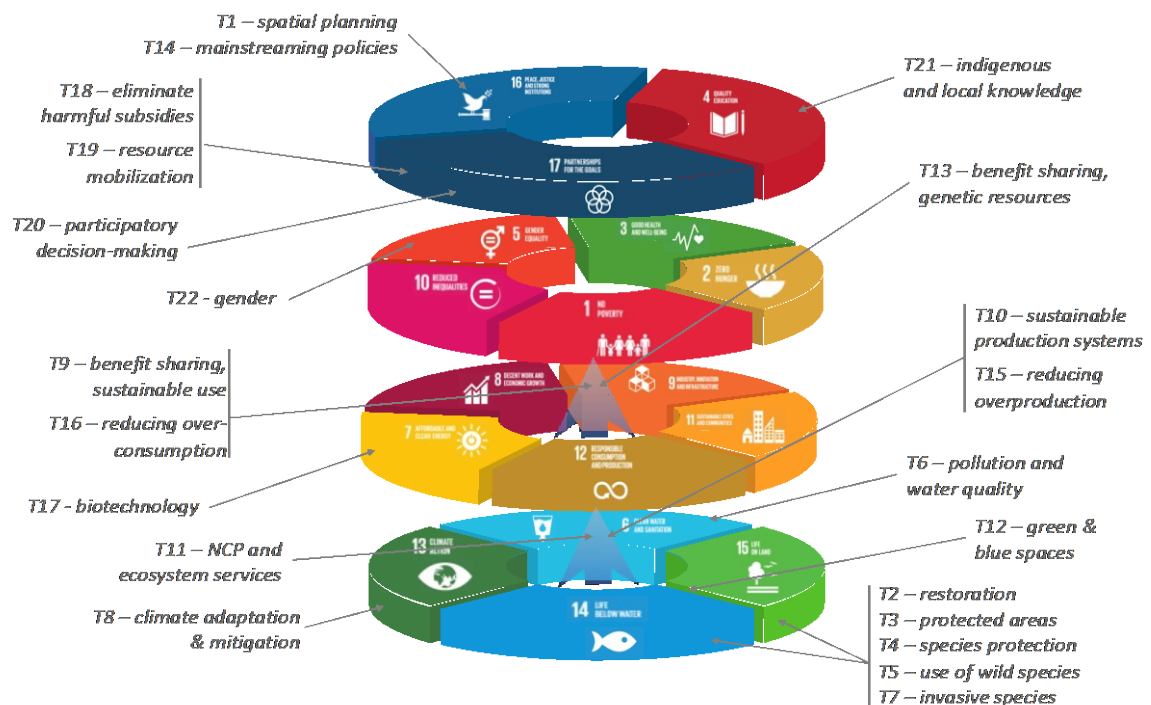 T1 – spatial planning
T14 – mainstreaming policies
T18 – eliminate
harmful subsidies
T19 – resource
mobilization
T20 – participatory
decision-making
T22 - gender
T9 – benefit sharing,
sustainable use
T16 – reducing over-
consumption
T17 - biotechnology
T11 – NCP and
ecosystem services
T8 – climate adaptation
& mitigation
16 PEACE, JUSTICE
AND STRONG
INSTITUTIONS
4 QUALITY
EDUCATION
17 PARTNERSHIPS
FOR THE GOALS
5 GENDER
EQUALITY
3 GOOD HEALTH
AND WELL-BEING
10 REDUCED
INEQUALITIES
2 ZERO
HUNGER
1 NO
POVERTY
8 DECENT WORK AND
ECONOMIC GROWTH
9 INDUSTRY, INNOVATION
AND INFRASTRUCTURE
7 AFFORDABLE AND
CLEAN ENERGY
11 SUSTAINABLE CITIES
AND COMMUNITIES
12 RESPONSIBLE
CONSUMPTION
AND PRODUCTION
6 CLEAN WATER
AND SANITATION
13 CLIMATE
ACTION
15 LIFE
ON LAND
14 LIFE
BELOW WATER
T21 – indigenous
and local knowledge
T13 – benefit sharing,
genetic resources
T10 – sustainable
production systems
T15 – reducing
overproduction
T6 – pollution and
water quality
T12 – green &
blue spaces
T2 – restoration
T3 – protected areas
T4 – species protection
T5 – use of wild species
T7 – invasive species